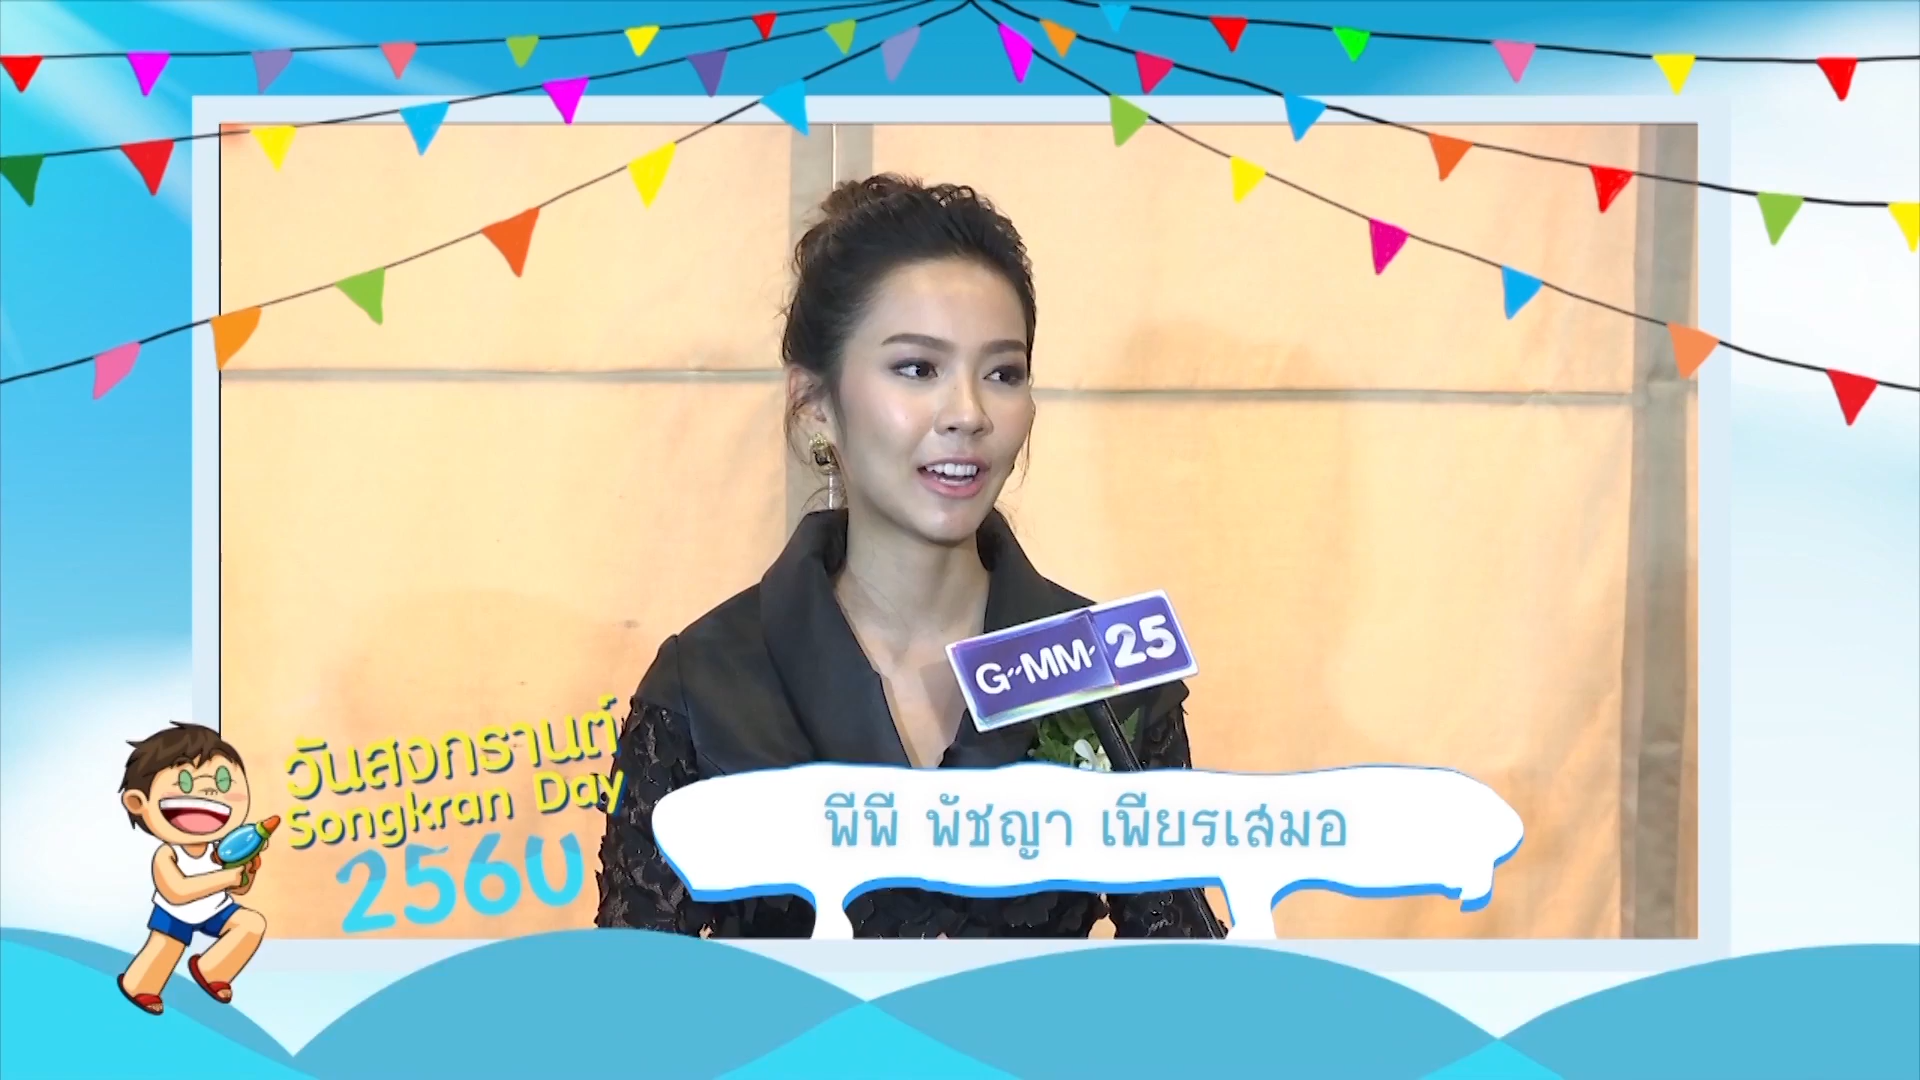 G-MM- 25
วันสงกรานต์
Songkran Day
2560
พีพี พัชญา เพียรเสมอ